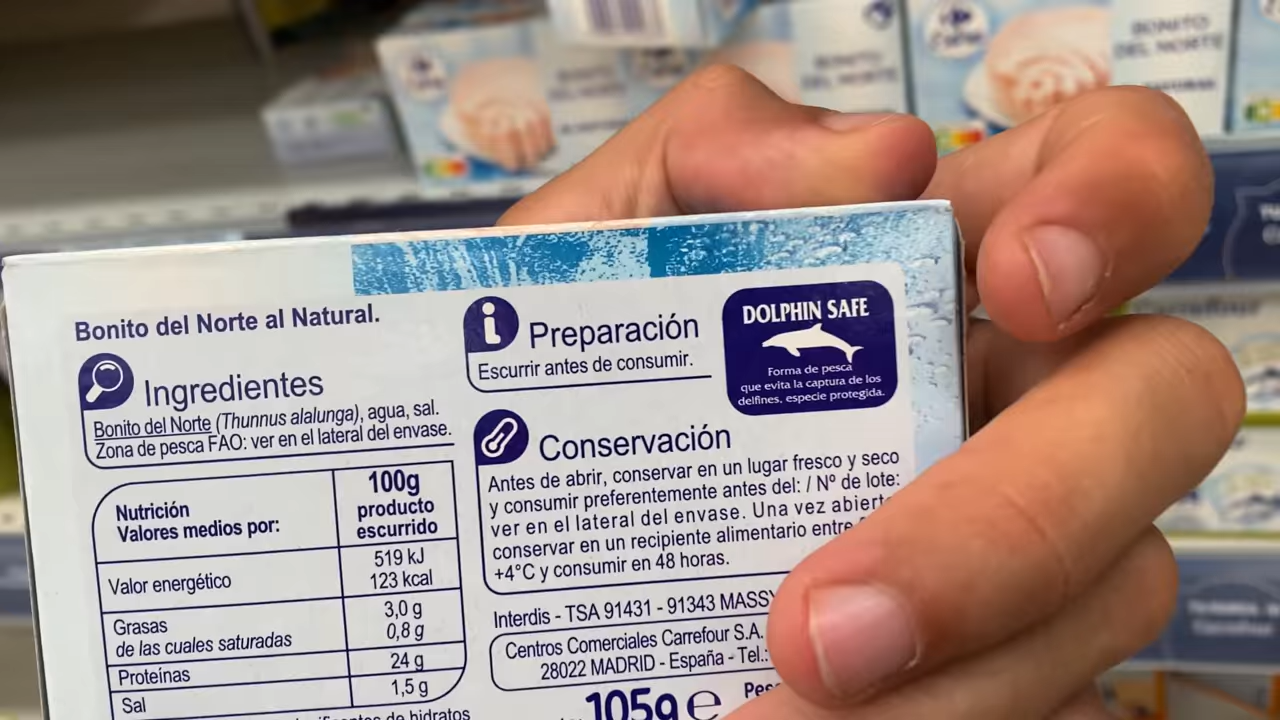 Bonito del Norte al Natural.
Ingredientes
Bonito del Norte (Thunnus alalunga), agua, sal.
Zona de pesca FAO: ver en el lateral del envase.
Nutrición
Valores medios por:
100g
producto
escurrido
Valor energético
519 kJ
123 kcal
Grasas
3,0 g
de las cuales saturadas
0,8 g
Proteínas
24 g
Sal
1,5 g
de hidratos
i
Preparación
Escurrir antes de consumir.
DOLPHIN SAFE
Forma de pesca
que evita la captura de los
delfines, especie protegida.
Conservación
Antes de abrir, conservar en un lugar fresco y seco
y consumir preferentemente antes del: / Nº de lote:
ver en el lateral del envase. Una vez
conservar en un recipiente alimentario entre
+4°C y consumir en 48 horas.
Interdis - TSA 91431 - 91343
Centros Comerciales Carrefour S.A.
28022 MADRID - España - Tel.:
105g e
BONITO
DEL NORTE
BONITO
DEL NORTE